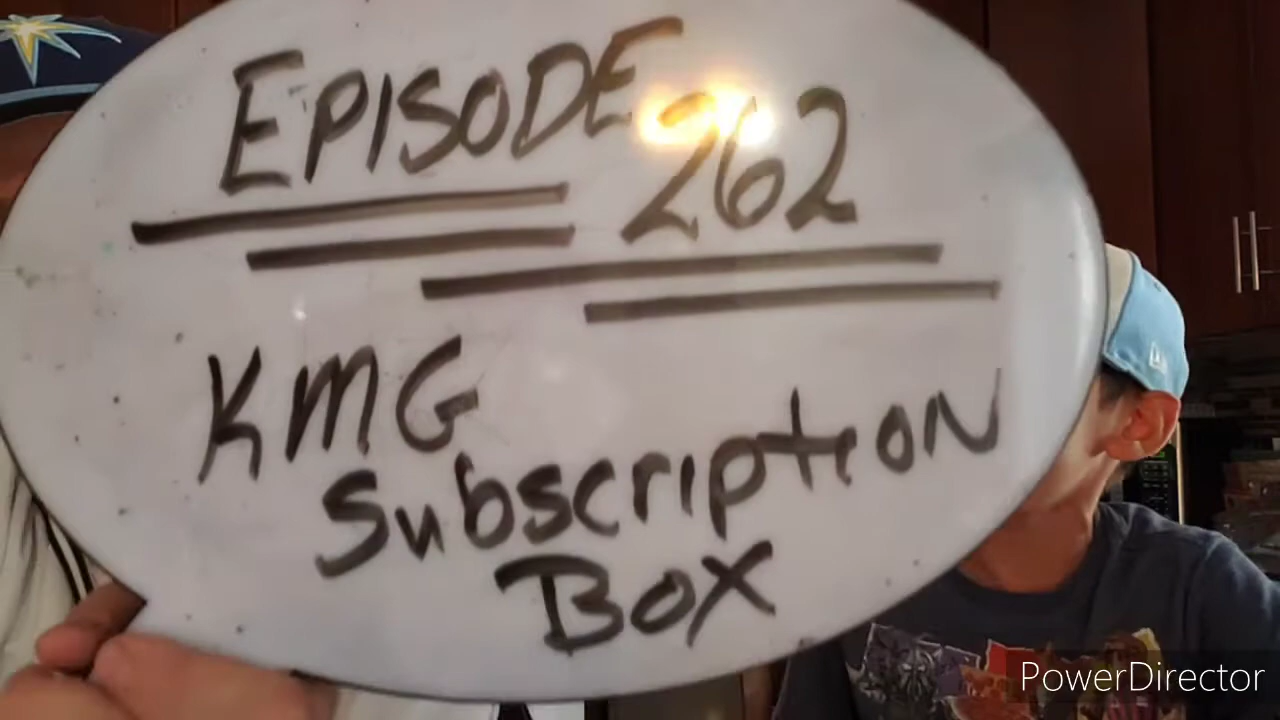 EPISODE 262
KMG
Subscription
Box
PowerDirector